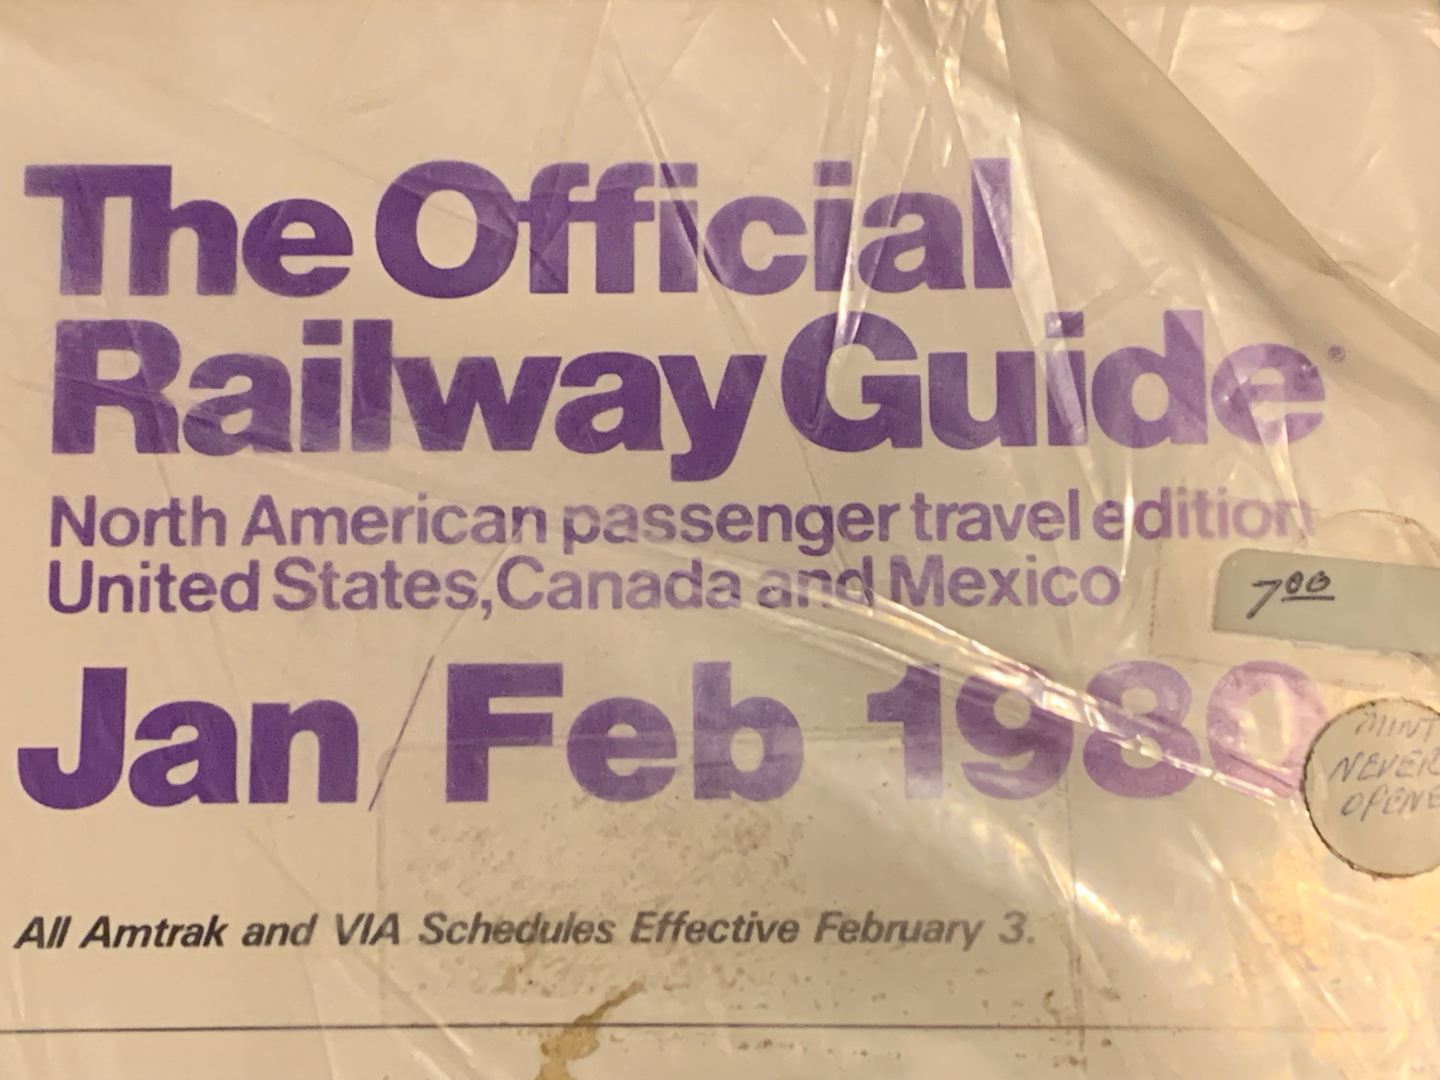 The Official
Railway Guide®
North American passenger travel edition
United States, Canada and Mexico
7 00
Jan/Feb 1980
MINT
NEVER
OPENE
All Amtrak and VIA Schedules Effective February 3.